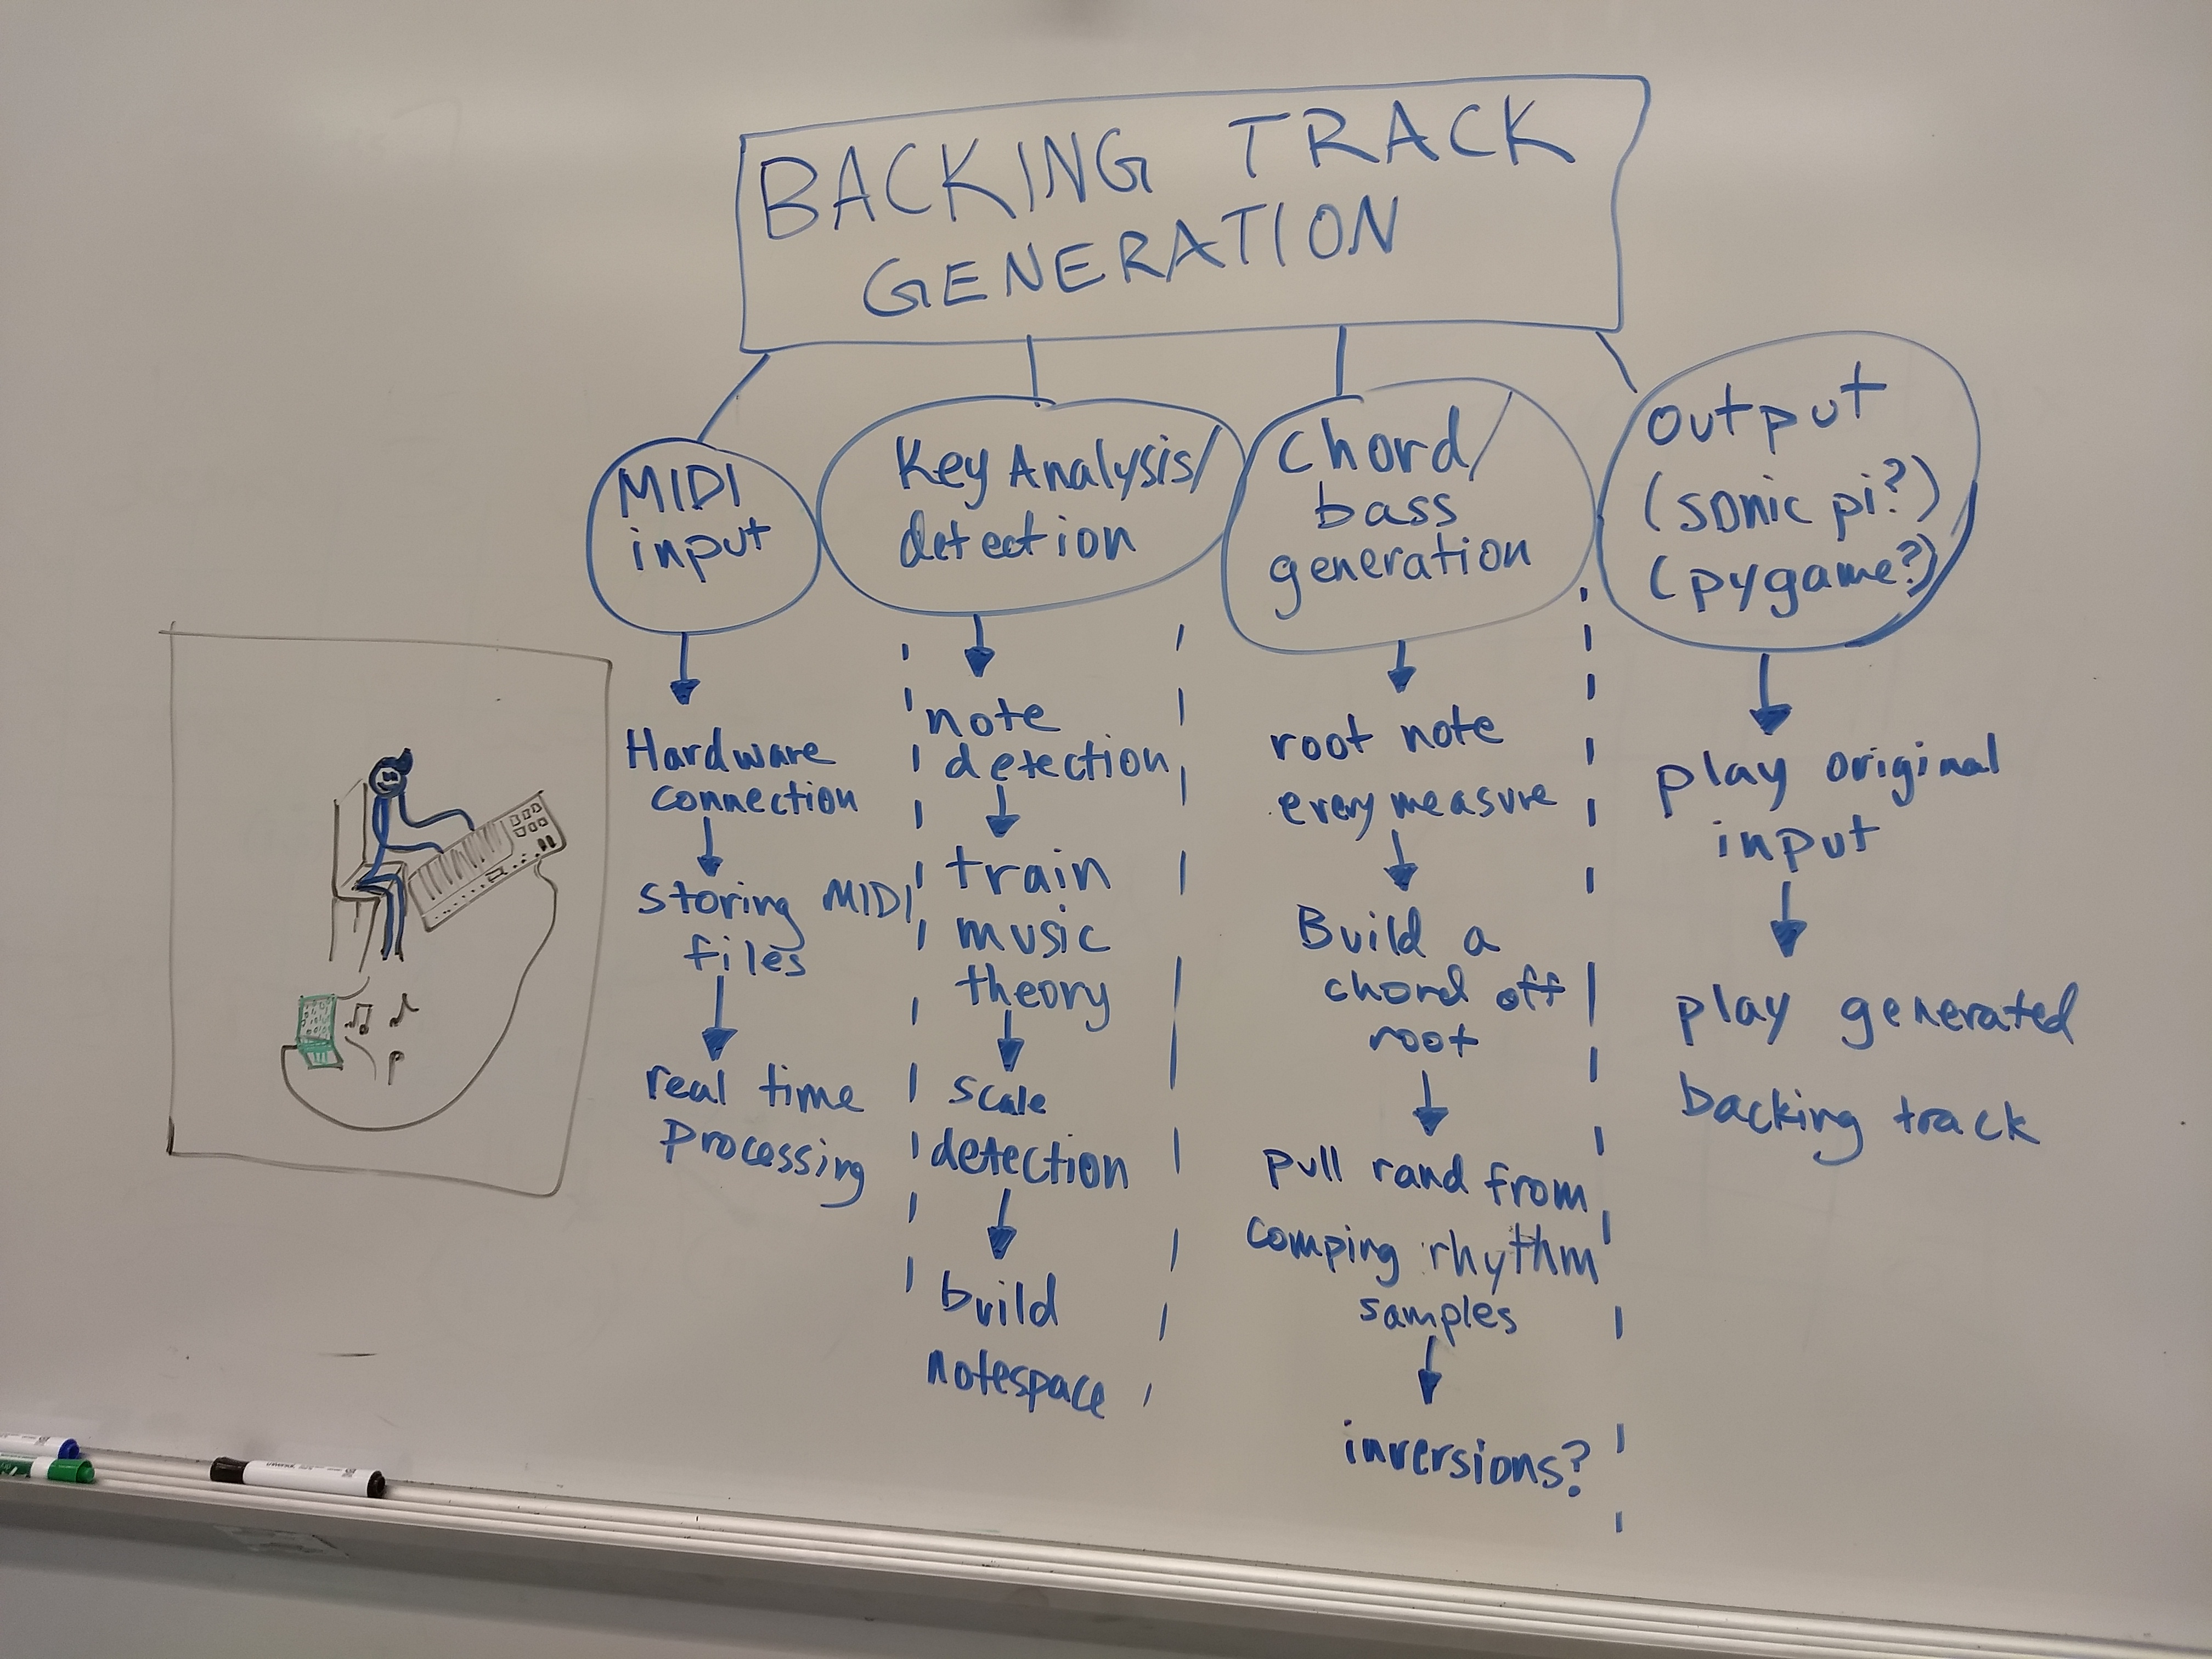 BACKING TRACK
GENERATION
MIDI
input
Key Analysis/
detection
chord/
bass
generation
output
(sonic pi?)
(pygame?)
Hardware
connection
storing MIDI
files
real time
Processing
note
detection
train
music
theory
scale
detection
build
notespace
root note
every measure
Build a
chord off
root
pull rand from
comping rhythm
samples
inversions?
play original
input
play generated
backing track